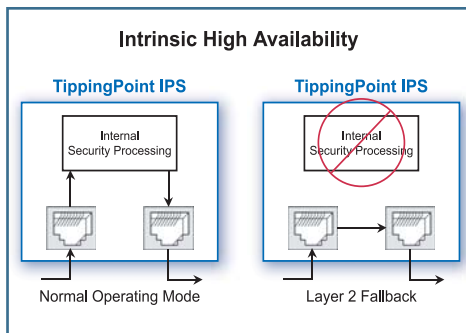 Intrinsic High Availability
TippingPoint IPS
Internal
Security Processing
Normal Operating Mode
TippingPoint IPS
Internal
Security Processing
Layer 2 Fallback